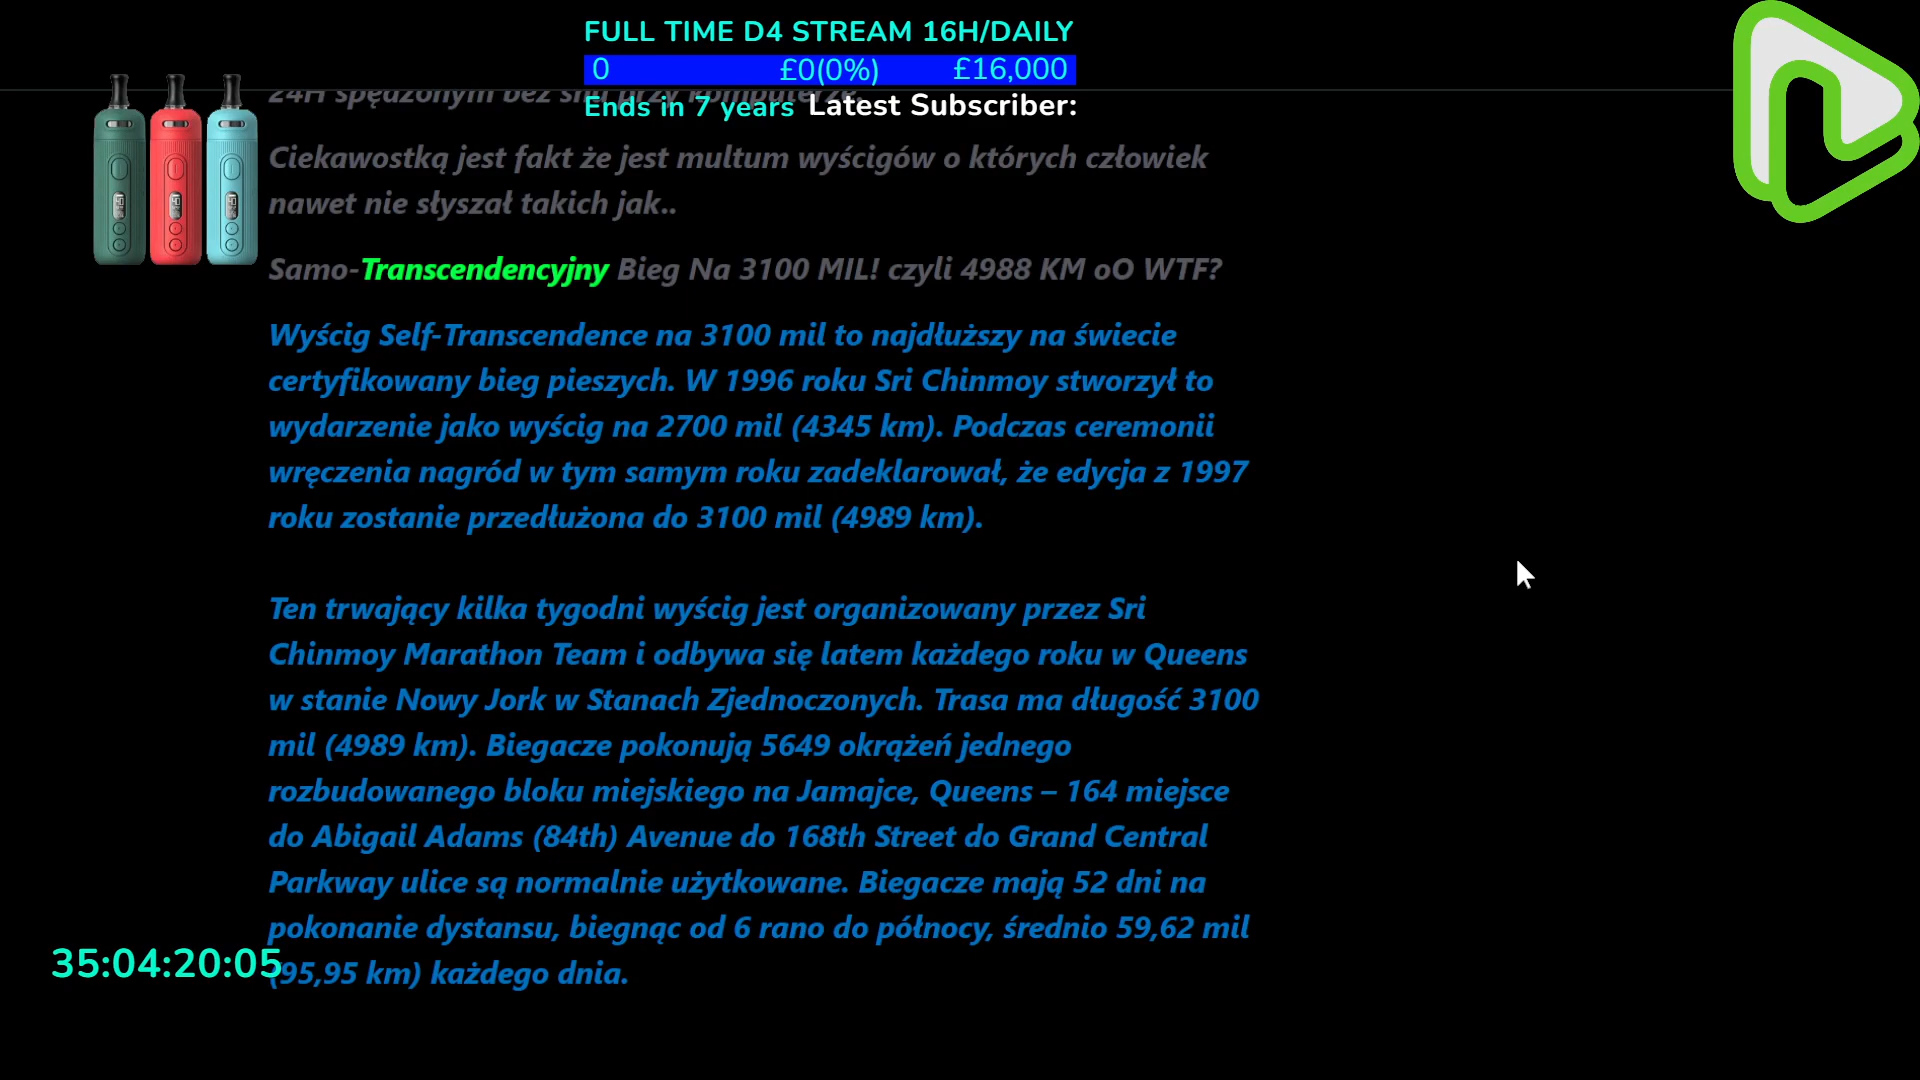 FULL TIME D4 STREAM 16H/DAILY
0 £0(0%) £16,000
24H spędzonym bez snu przy komputerze.
Ends in 7 years Latest Subscriber:
Ciekawostką jest fakt że jest multum wyścigów o których człowiek
nawet nie słyszał takich jak..
Samo-Transcendencyjny Bieg Na 3100 MIL! czyli 4988 KM oO WTF?
Wyścig Self-Transcendence na 3100 mil to najdłuższy na świecie
certyfikowany bieg pieszych. W 1996 roku Sri Chinmoy stworzył to
wydarzenie jako wyścig na 2700 mil (4345 km). Podczas ceremonii
wręczenia nagród w tym samym roku zadeklarował, że edycja z 1997
roku zostanie przedłużona do 3100 mil (4989 km).
Ten trwający kilka tygodni wyścig jest organizowany przez Sri
Chinmoy Marathon Team i odbywa się latem każdego roku w Queens
w stanie Nowy Jork w Stanach Zjednoczonych. Trasa ma długość 3100
mil (4989 km). Biegacze pokonują 5649 okrążeń jednego
rozbudowanego bloku miejskiego na Jamajce, Queens – 164 miejsce
do Abigail Adams (84th) Avenue do 168th Street do Grand Central
Parkway ulice są normalnie użytkowane. Biegacze mają 52 dni na
pokonanie dystansu, biegnąc od 6 rano do północy, średnio 59,62 mil
(95,95 km) każdego dnia.
35:04:20:05